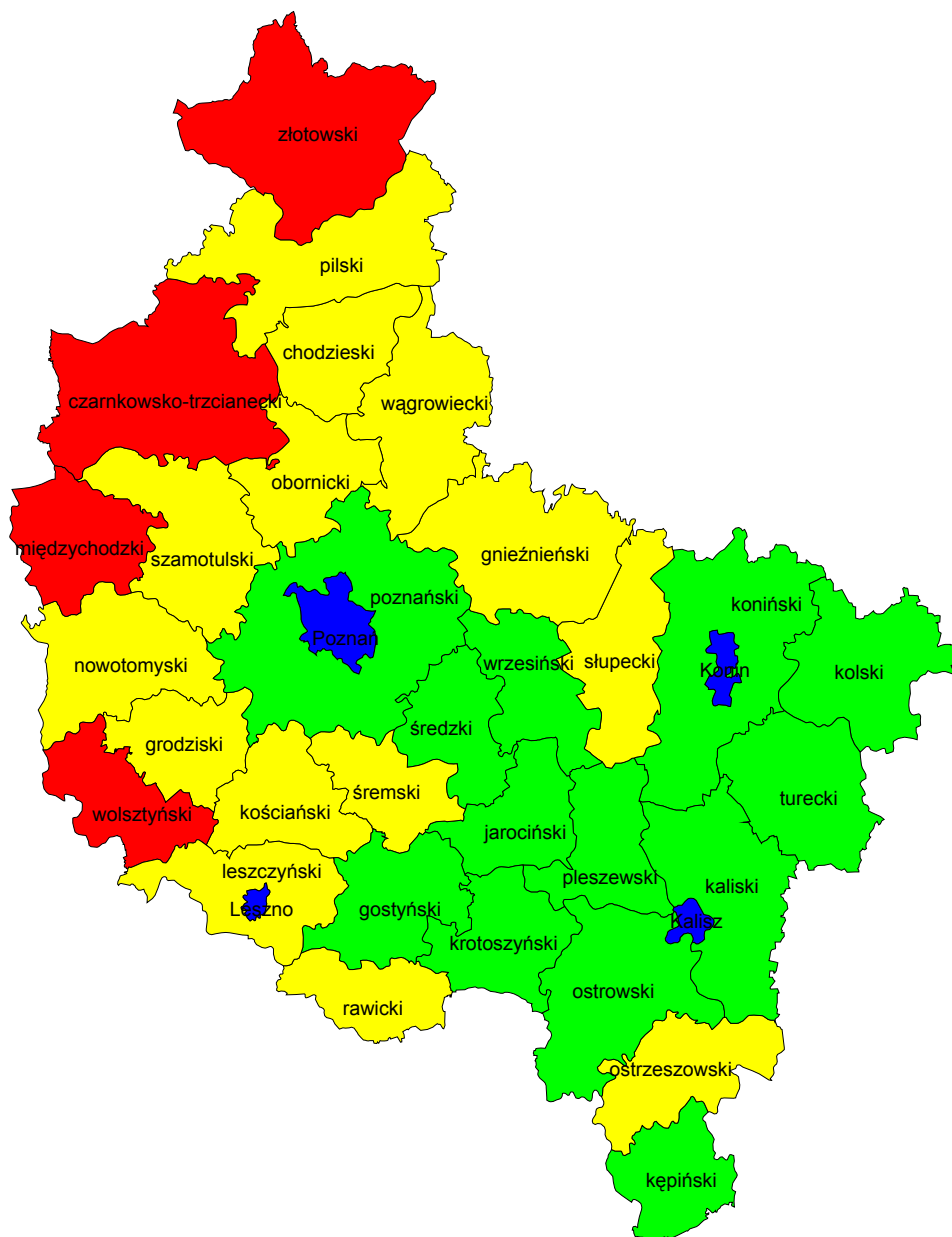 złotowski
pilski
chodzieski
czarnkowsko-trzcianecki
wągrowiecki
obornicki
międzychodzki
szamotulski
gnieźnieński
poznański
koniński
Poznań
nowotomyski
wrzesiński
słupecki
Konin
kolski
grodziski
średzki
śremski
turecki
wolsztyński
kościański
jarociński
leszczyński
pleszewski
kaliski
Leszno
gostyński
Kalisz
krotoszyński
ostrowski
rawicki
ostrzeszowski
kępiński